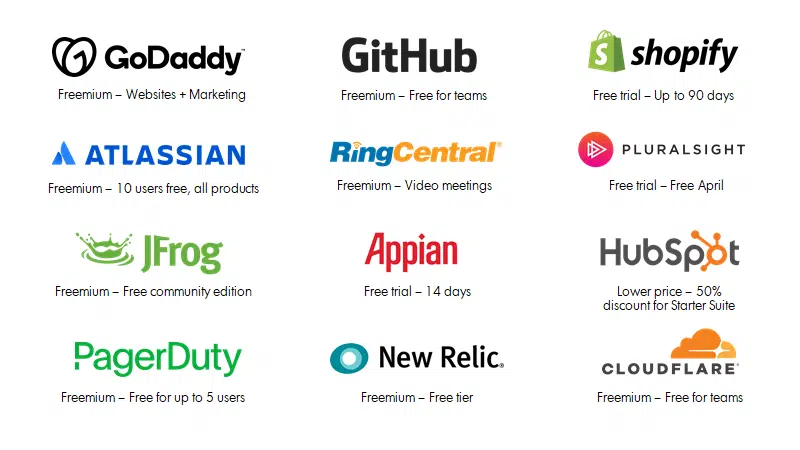 GoDaddy™
GitHub
shopify
Freemium – Websites + Marketing
Freemium – Free for teams
Free trial – Up to 90 days
ATLASSIAN
RingCentral®
PLURALSIGHT
Freemium – 10 users free, all products
Freemium – Video meetings
Free trial – Free April
JFrog
Appian
HubSpot
Freemium – Free community edition
Free trial – 14 days
Lower price – 50%
discount for Starter Suite
PagerDuty
New Relic®
CLOUDFLARE®
Freemium – Free for up to 5 users
Freemium – Free tier
Freemium – Free for teams